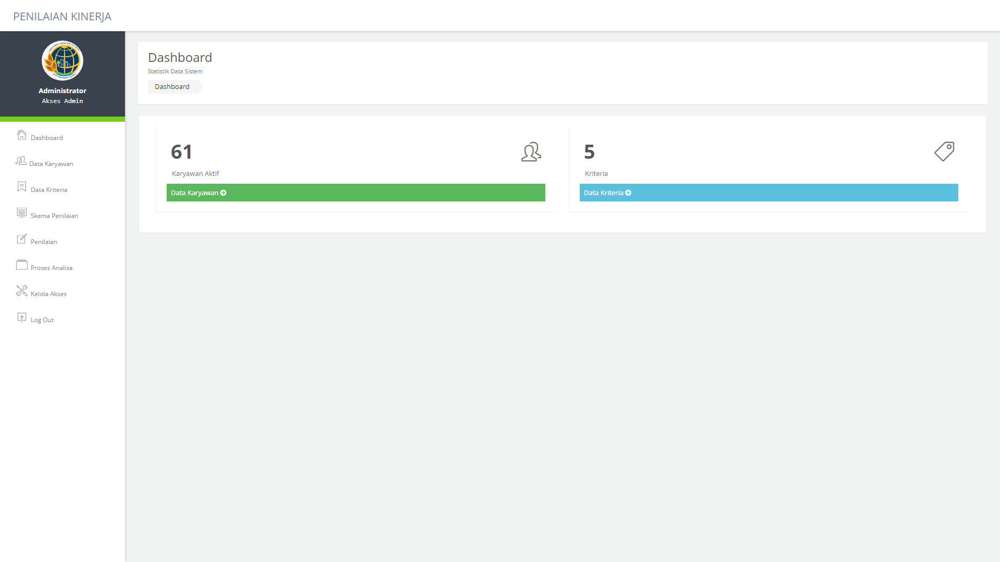 PENILAIAN KINERJA
Administrator
Akses Admin
Dashboard
Data Karyawan
Data Kriteria
Skema Penilaian
Penilaian
Proses Analisa
Kelola Akses
Log Out
Dashboard
Statistik Data Sistem
Dashboard
61
Karyawan Aktif
Data Karyawan
5
Kriteria
Data Kriteria